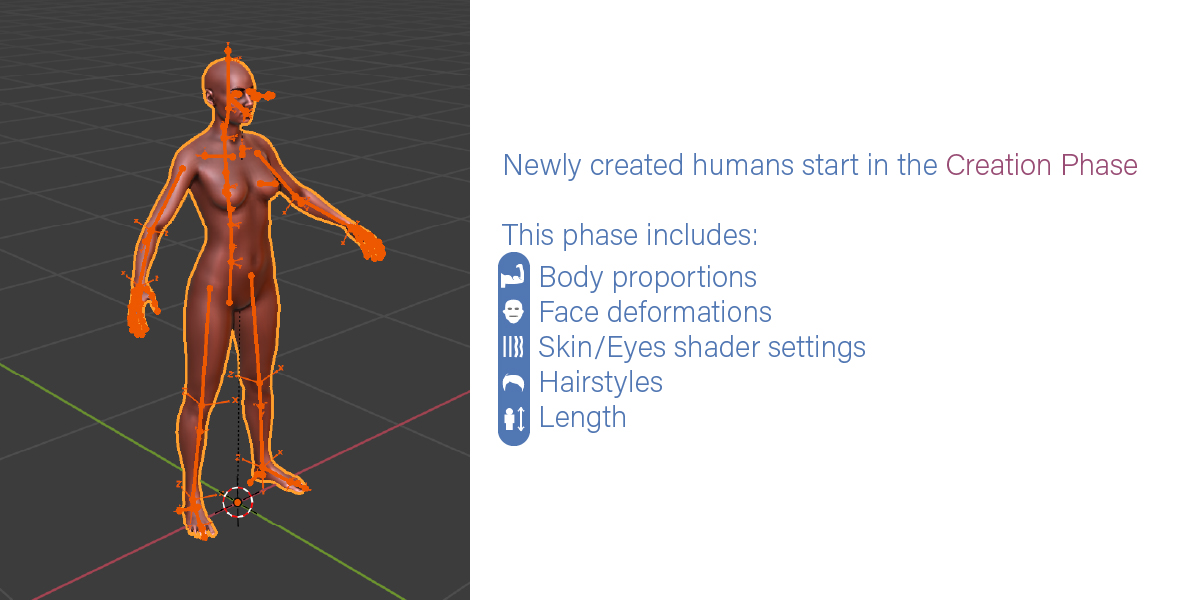 Newly created humans start in the Creation Phase
This phase includes:
Body proportions
Face deformations
Skin/Eyes shader settings
Hairstyles
Length